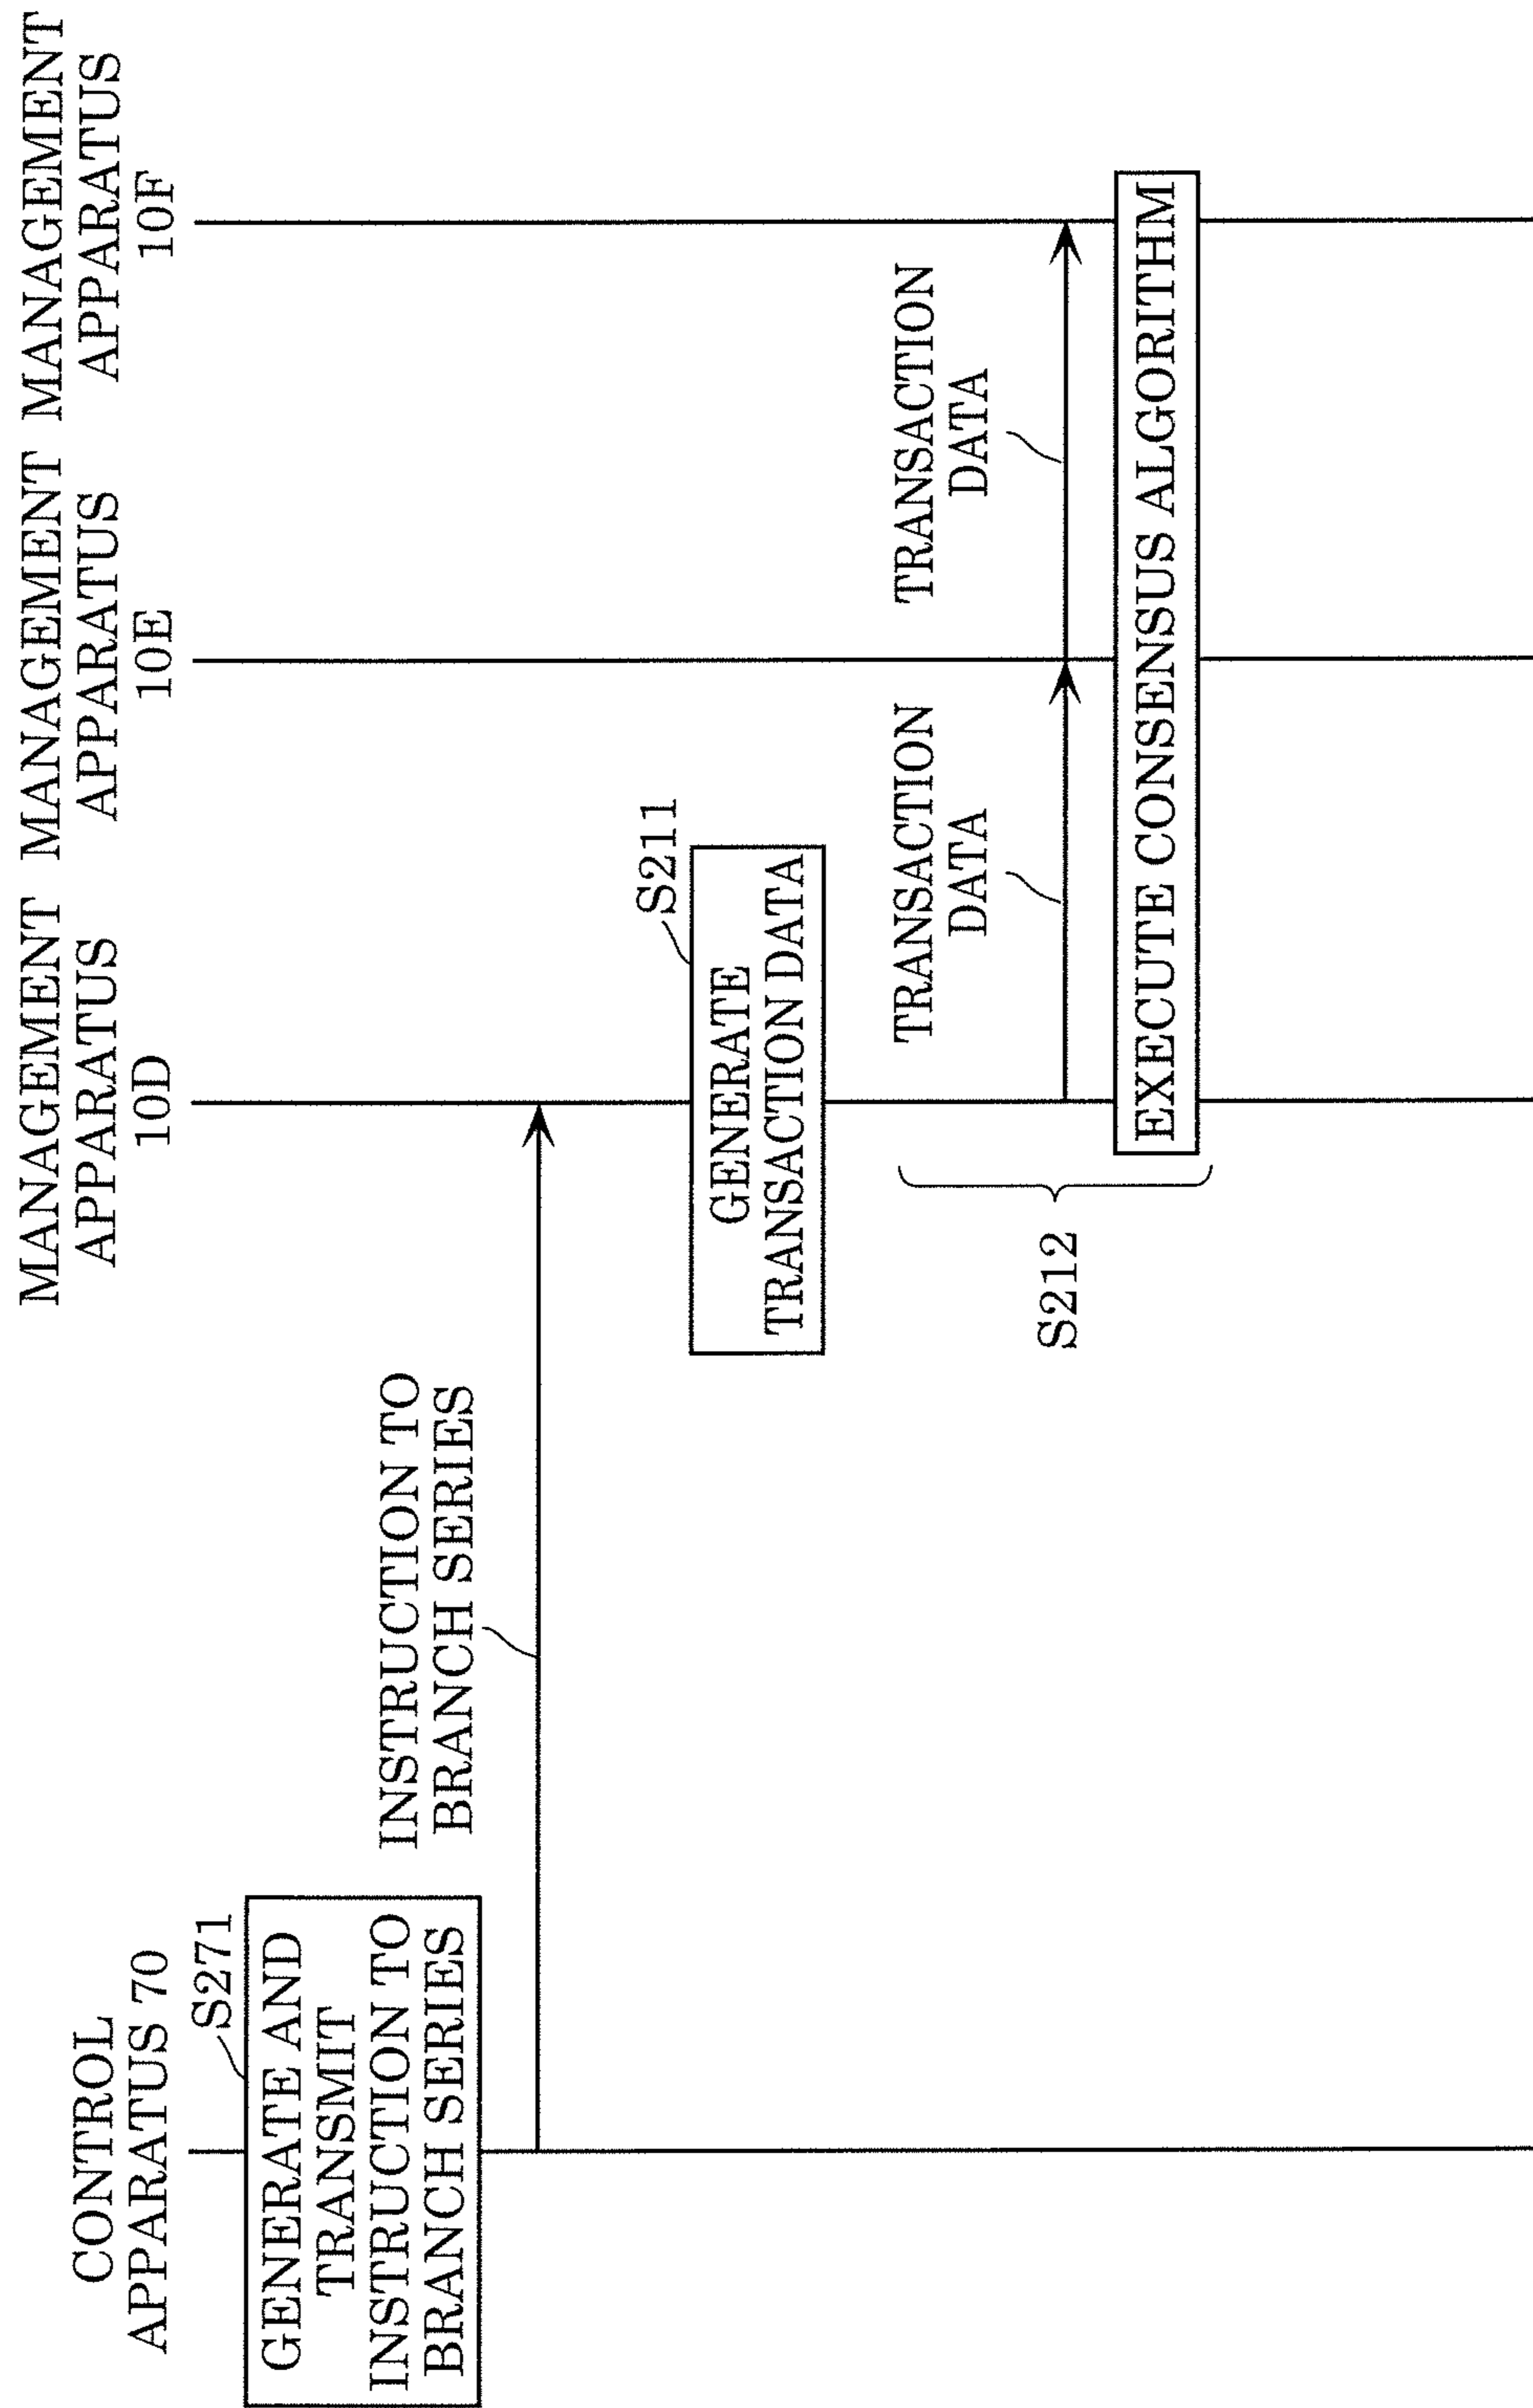 CONTROL
APPARATUS 70
MANAGEMENT
APPARATUS
10D
MANAGEMENT
APPARATUS
10E
MANAGEMENT
APPARATUS
10F
S271
GENERATE AND
TRANSMIT
INSTRUCTION TO
BRANCH SERIES
INSTRUCTION TO
BRANCH SERIES
S211
GENERATE
TRANSACTION DATA
TRANSACTION
DATA
TRANSACTION
DATA
S212
EXECUTE CONSENSUS ALGORITHM